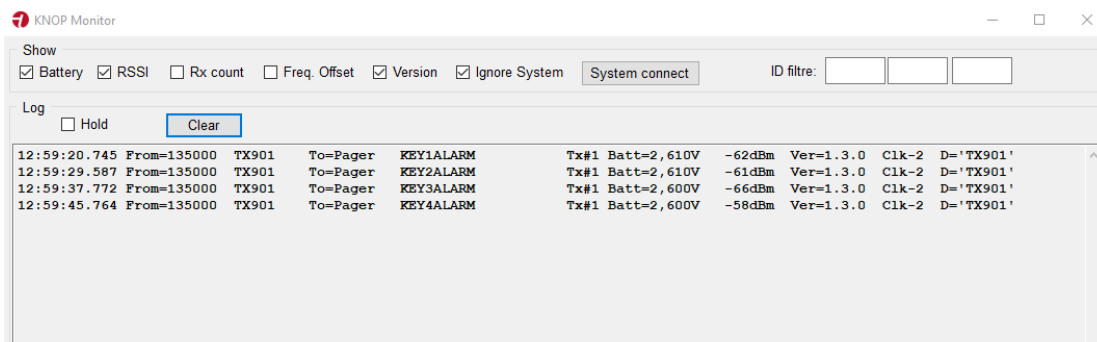 KNOP Monitor
Show
Battery RSSI Rx count Freq. Offset Version Ignore System System connect ID filtre:
Log
Hold Clear
12:59:20.745 From=135000 TX901 To=Pager KEY1ALARM Tx#1 Batt=2,610V -62dBm Ver=1.3.0 Clk-2 D='TX901'
12:59:29.587 From=135000 TX901 To=Pager KEY2ALARM Tx#1 Batt=2,610V -61dBm Ver=1.3.0 Clk-2 D='TX901'
12:59:37.772 From=135000 TX901 To=Pager KEY3ALARM Tx#1 Batt=2,600V -66dBm Ver=1.3.0 Clk-2 D='TX901'
12:59:45.764 From=135000 TX901 To=Pager KEY4ALARM Tx#1 Batt=2,600V -58dBm Ver=1.3.0 Clk-2 D='TX901'